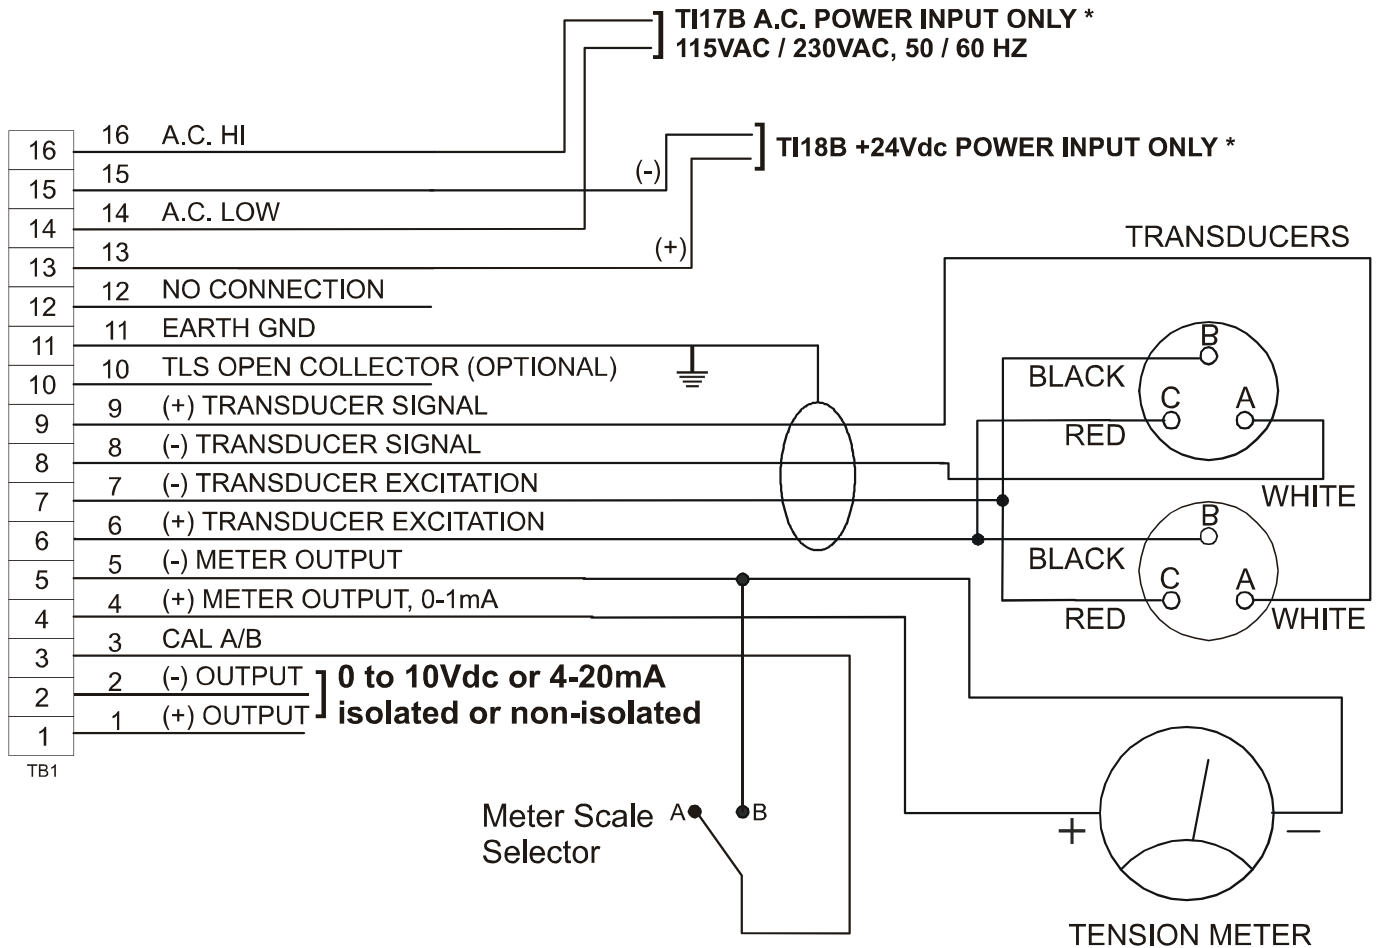 TI17B A.C. POWER INPUT ONLY *
115VAC / 230VAC, 50 / 60 HZ
TI18B +24Vdc POWER INPUT ONLY *
(-)
(+)
16 16 A.C. HI
15 15
14 14 A.C. LOW
13 13
12 12 NO CONNECTION
11 11 EARTH GND
10 10 TLS OPEN COLLECTOR (OPTIONAL)
9 9 (+) TRANSDUCER SIGNAL
8 8 (-) TRANSDUCER SIGNAL
7 7 (-) TRANSDUCER EXCITATION
6 6 (+) TRANSDUCER EXCITATION
5 5 (-) METER OUTPUT
4 4 (+) METER OUTPUT, 0-1mA
3 3 CAL A/B
2 2 (-) OUTPUT
1 1 (+) OUTPUT
TB1
0 to 10Vdc or 4-20mA
isolated or non-isolated
TRANSDUCERS
B
BLACK
C A
RED
WHITE
B
BLACK
C A
RED
WHITE
Meter Scale
Selector
A B
+ —
TENSION METER